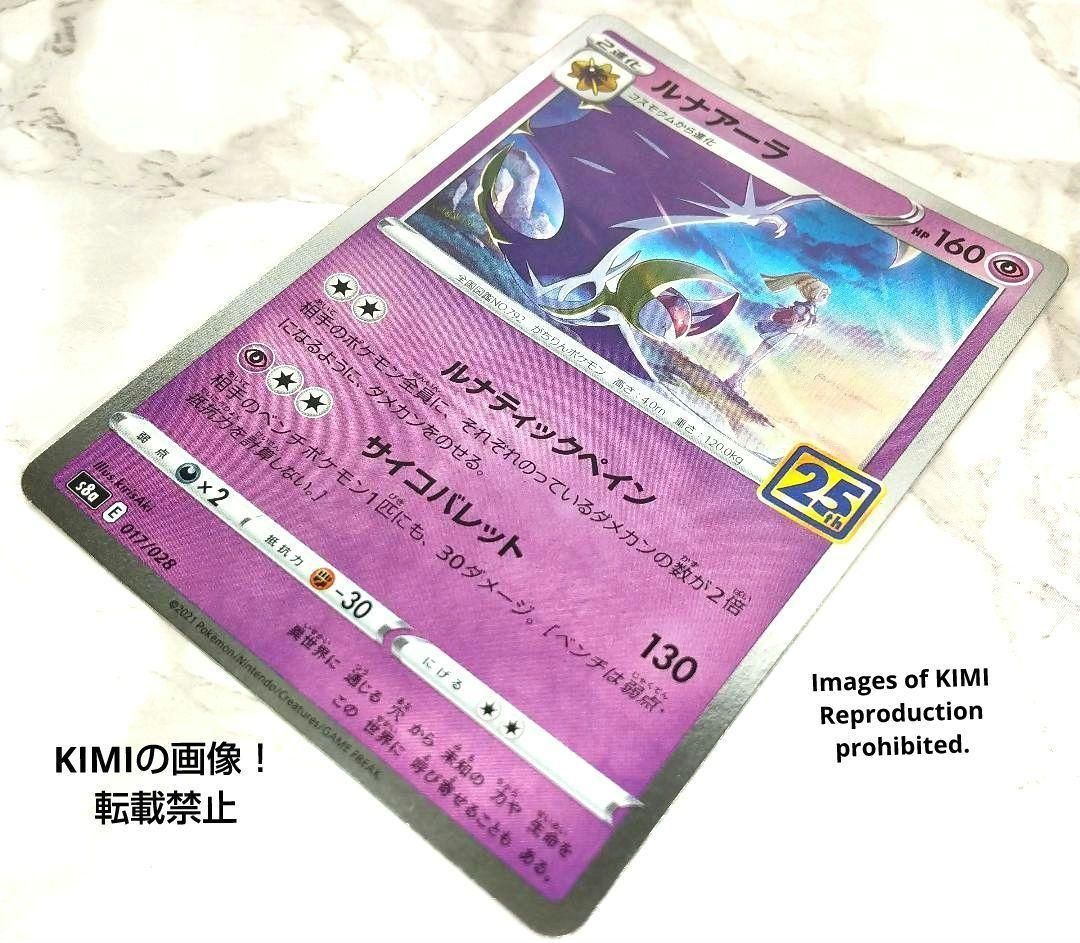 2進化
ルナアーラ
コスモウムから進化
HP 160
全国図鑑NO.792 がちりんポケモン 高さ：4.0m 重さ：120.0kg
25th
ルナティックペイン
相手のポケモン全員に、それぞれのっているダメカンの数が2倍
になるように、ダメカンをのせる。
サイコバレット 130
相手のベンチポケモン1匹にも、30ダメージ。［ベンチは弱点・
抵抗力を計算しない。］
弱点 ×2 抵抗力 -30 にげる
Illus. kirisAki
s8a E 017/028
異世界に 通じる 穴から 未知の 力や 生命を
この 世界に 呼び寄せることも ある。
©2021 Pokémon/Nintendo/Creatures/GAME FREAK
KIMIの画像！
転載禁止
Images of KIMI
Reproduction
prohibited.